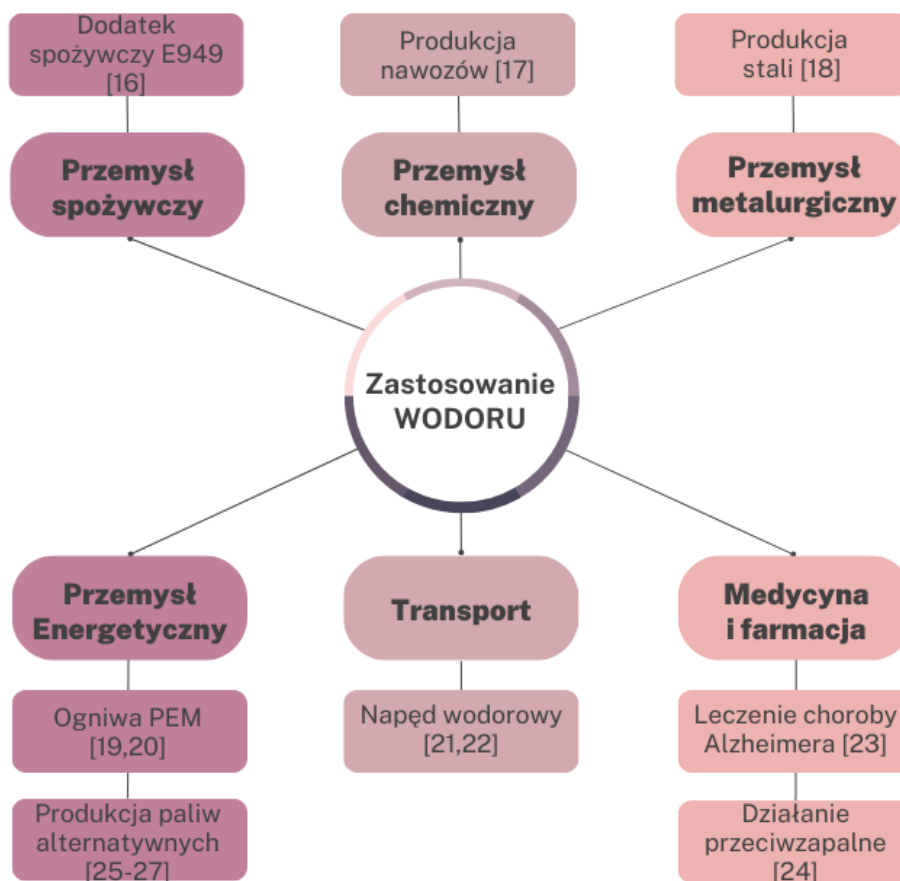 Dodatek
spożywczy E949
[16]
Produkcja
nawozów [17]
Produkcja
stali [18]
Przemysł
spożywczy
Przemysł
chemiczny
Przemysł
metalurgiczny
Zastosowanie
WODORU
Przemysł
Energetyczny
Transport
Medycyna
i farmacja
Ogniwa PEM
[19,20]
Napęd wodorowy
[21,22]
Leczenie choroby
Alzheimera [23]
Produkcja paliw
alternatywnych
[25-27]
Działanie
przeciwzapalne
[24]